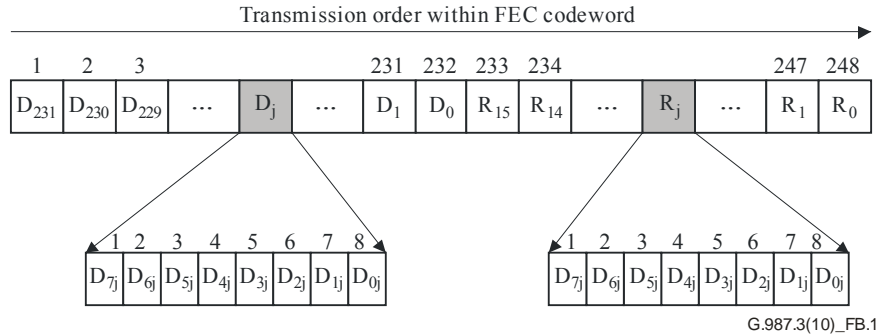 Transmission order within FEC codeword
1 2 3 231 232 233 234 247 248
D231 D230 D229 ... Dj ... D1 D0 R15 R14 ... Rj ... R1 R0
1 2 3 4 5 6 7 8 1 2 3 4 5 6 7 8
D7j D6j D5j D4j D3j D2j D1j D0j D7j D6j D5j D4j D3j D2j D1j D0j
G.987.3(10)_FB.1